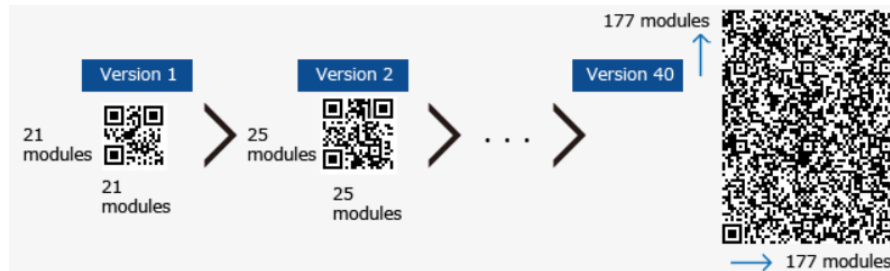 Version 1
21
modules
21
modules
Version 2
25
modules
25
modules
. . .
Version 40
177 modules
177 modules